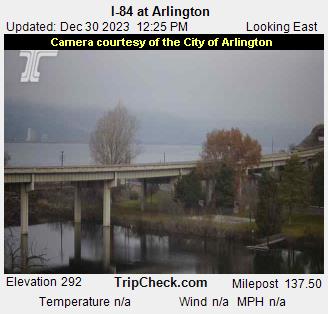 I-84 at Arlington
Updated: Dec 30 2023 12:25 PM Looking East
Camera courtesy of the City of Arlington
Elevation 292 TripCheck.com Milepost 137.50
Temperature n/a Wind n/a MPH n/a